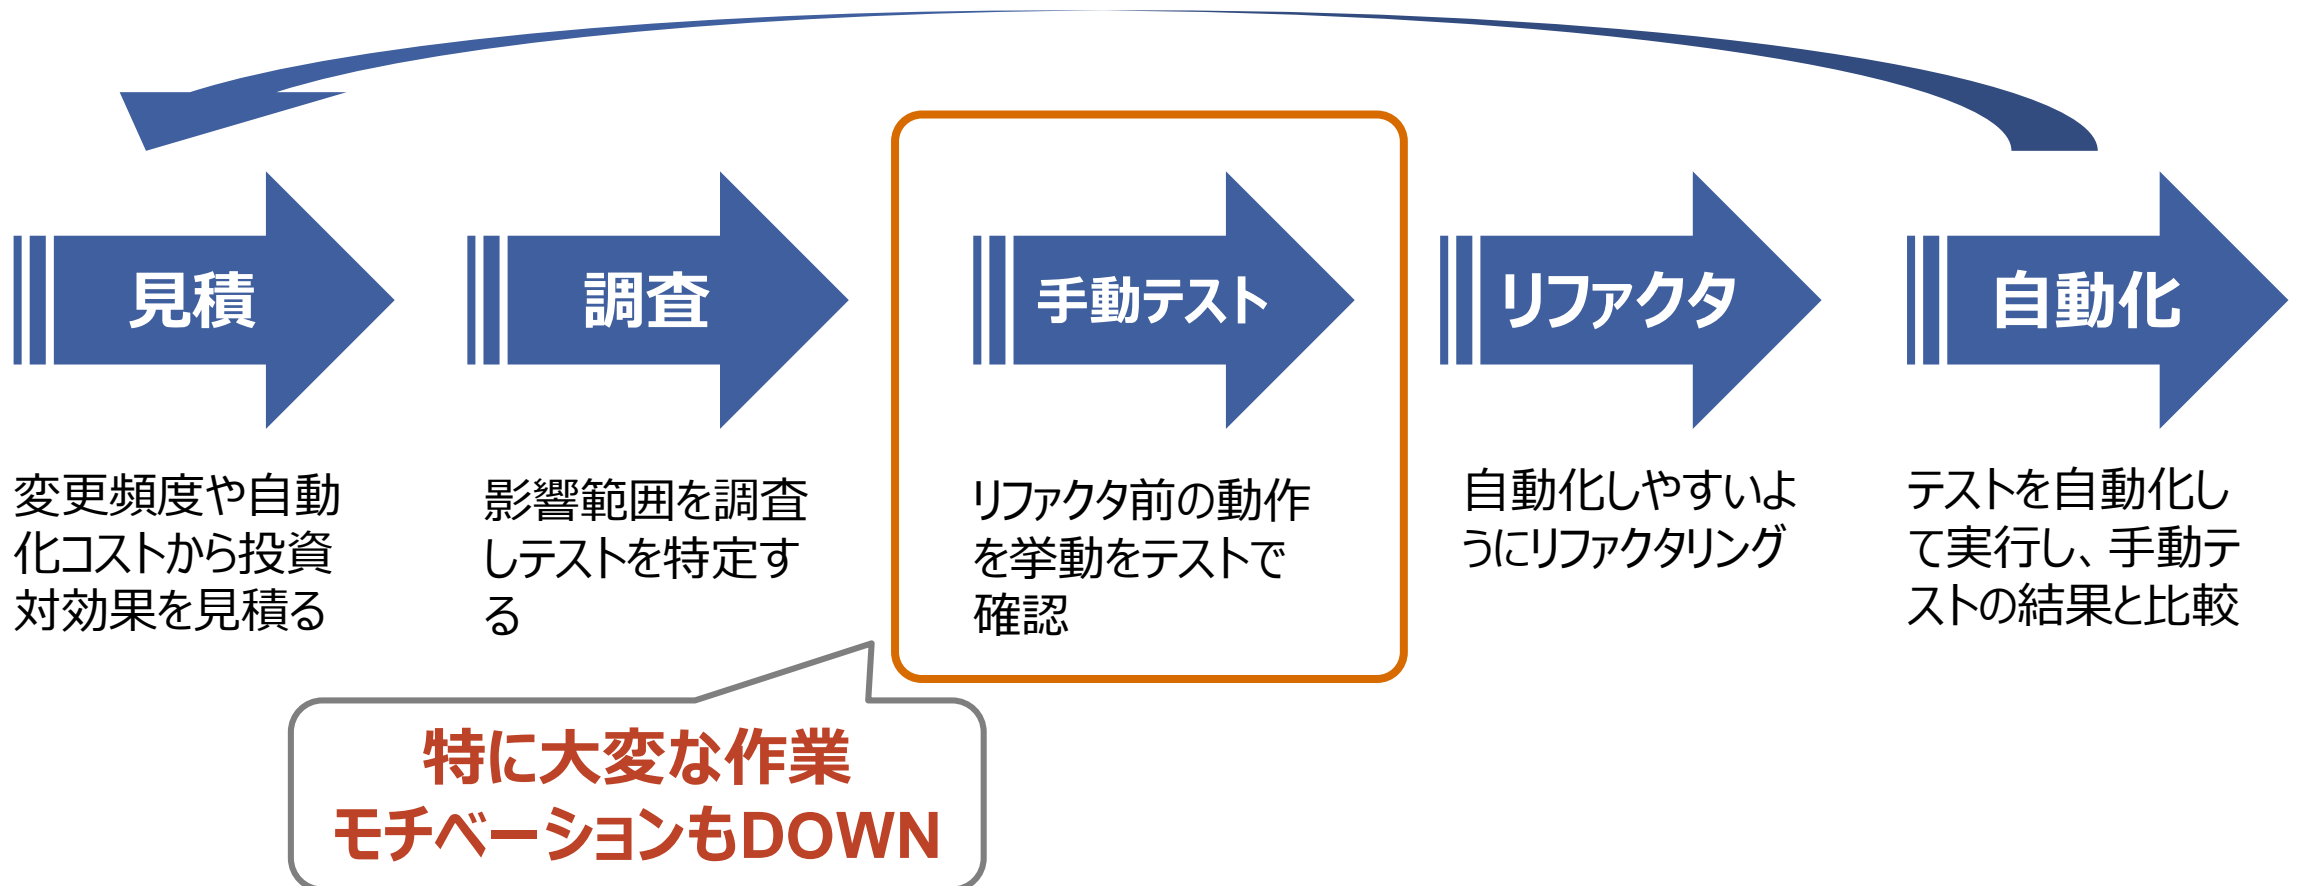 見積
調査
手動テスト
リファクタ
自動化
変更頻度や自動
化コストから投資
対効果を見積る
影響範囲を調査
しテストを特定す
る
リファクタ前の動作
を挙動をテストで
確認
自動化しやすいよ
うにリファクタリング
テストを自動化し
て実行し、手動テ
ストの結果と比較
特に大変な作業
モチベーションもDOWN